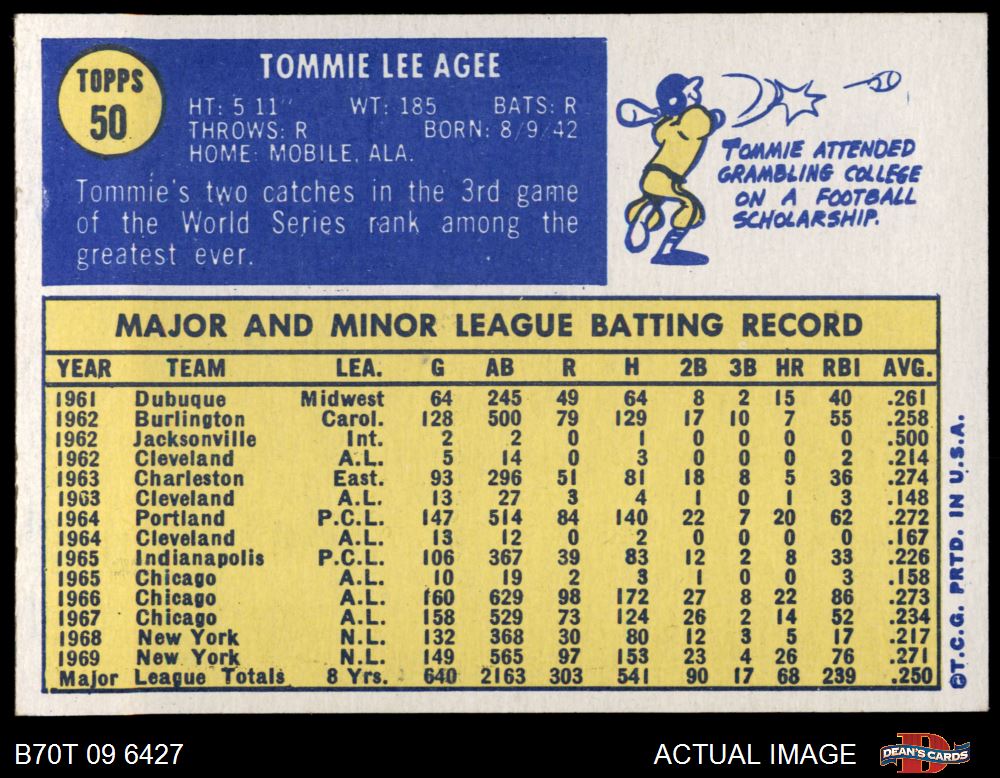 TOPPS
50
TOMMIE LEE AGEE
HT: 5 11" WT: 185 BATS: R
THROWS: R BORN: 8/9/42
HOME: MOBILE, ALA.
Tommie's two catches in the 3rd game
of the World Series rank among the
greatest ever.
TOMMIE ATTENDED
GRAMBLING COLLEGE
ON A FOOTBALL
SCHOLARSHIP.
MAJOR AND MINOR LEAGUE BATTING RECORD
YEAR TEAM LEA. G AB R H 2B 3B HR RBI AVG.
1961 Dubuque Midwest 64 245 49 64 8 2 15 40 .261
1962 Burlington Carol. 128 500 79 129 17 10 7 55 .258
1962 Jacksonville Int. 2 2 0 1 0 0 0 0 .500
1962 Cleveland A.L. 5 14 0 3 0 0 0 2 .214
1963 Charleston East. 93 296 51 81 18 8 5 36 .274
1963 Cleveland A.L. 13 27 3 4 1 0 1 3 .148
1964 Portland P.C.L. 147 514 84 140 22 7 20 62 .272
1964 Cleveland A.L. 13 12 0 2 0 0 0 0 .167
1965 Indianapolis P.C.L. 106 367 39 83 12 2 8 33 .226
1965 Chicago A.L. 10 19 2 3 1 0 0 3 .158
1966 Chicago A.L. 160 629 98 172 27 8 22 86 .273
1967 Chicago A.L. 158 529 73 124 26 2 14 52 .234
1968 New York N.L. 132 368 30 80 12 3 5 17 .217
1969 New York N.L. 149 565 97 153 23 4 26 76 .271
Major League Totals 8 Yrs. 640 2163 303 541 90 17 68 239 .250
©T.C.G. PRTD. IN U.S.A.
B70T 09 6427 ACTUAL IMAGE
D
DEAN'S CARDS